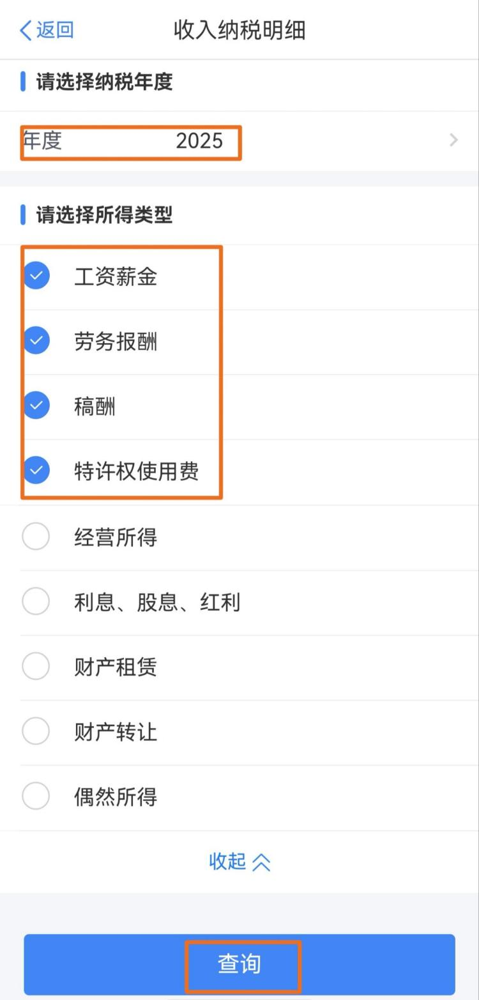 返回 收入纳税明细
请选择纳税年度
年度 2025
请选择所得类型
工资薪金
劳务报酬
稿酬
特许权使用费
经营所得
利息、股息、红利
财产租赁
财产转让
偶然所得
收起
查询